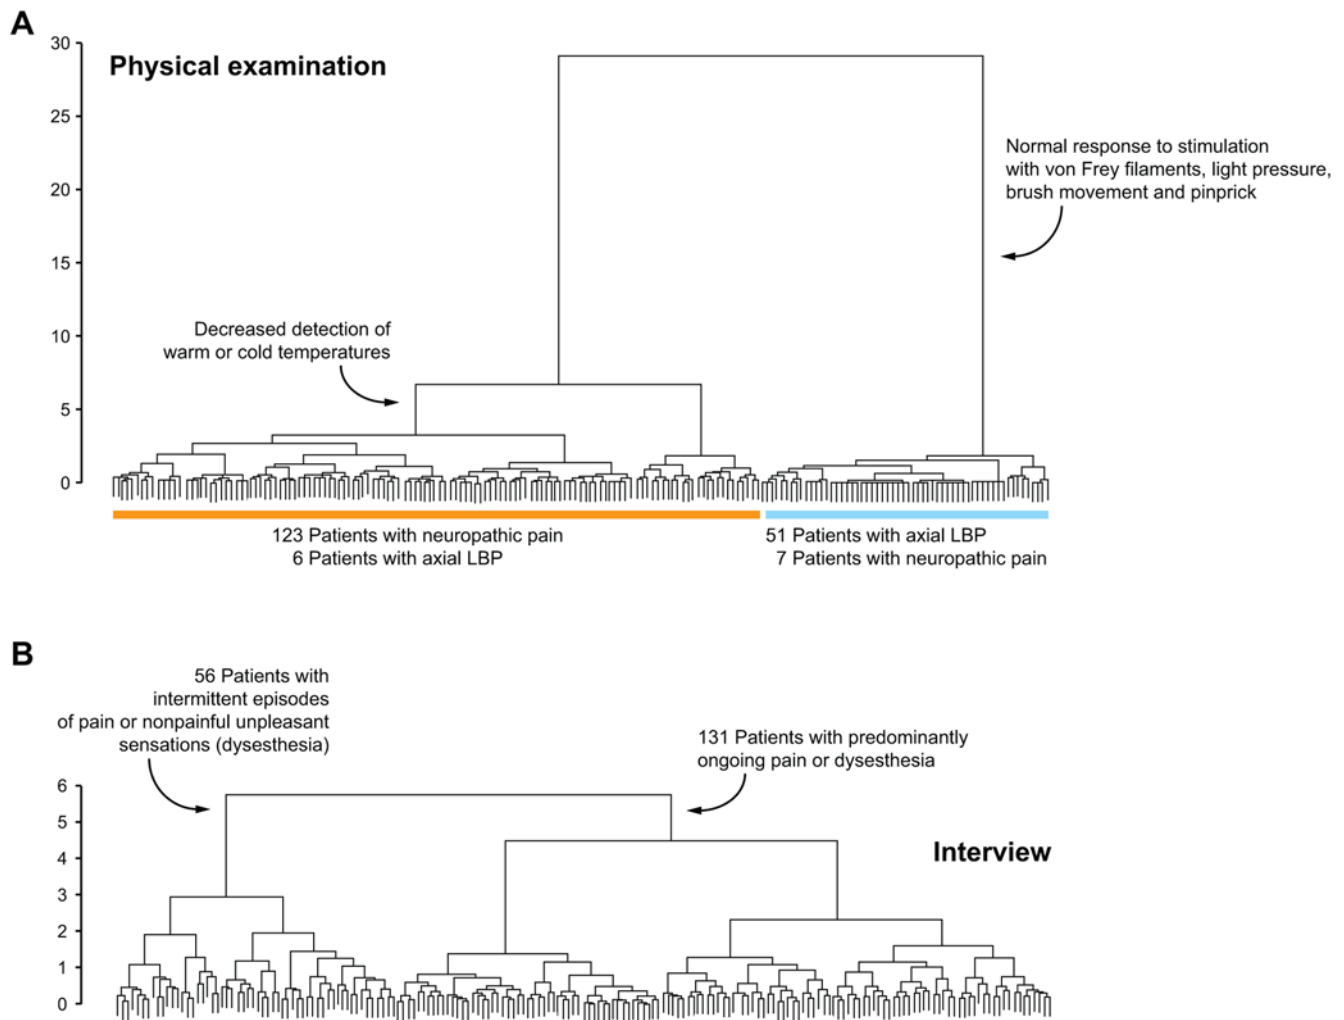 A
Physical examination
30
25
20
15
10
5
0
Normal response to stimulation
with von Frey filaments, light pressure,
brush movement and pinprick
Decreased detection of
warm or cold temperatures
123 Patients with neuropathic pain
6 Patients with axial LBP
51 Patients with axial LBP
7 Patients with neuropathic pain
B
56 Patients with
intermittent episodes
of pain or nonpainful unpleasant
sensations (dysesthesia)
131 Patients with predominantly
ongoing pain or dysesthesia
Interview
6
5
4
3
2
1
0